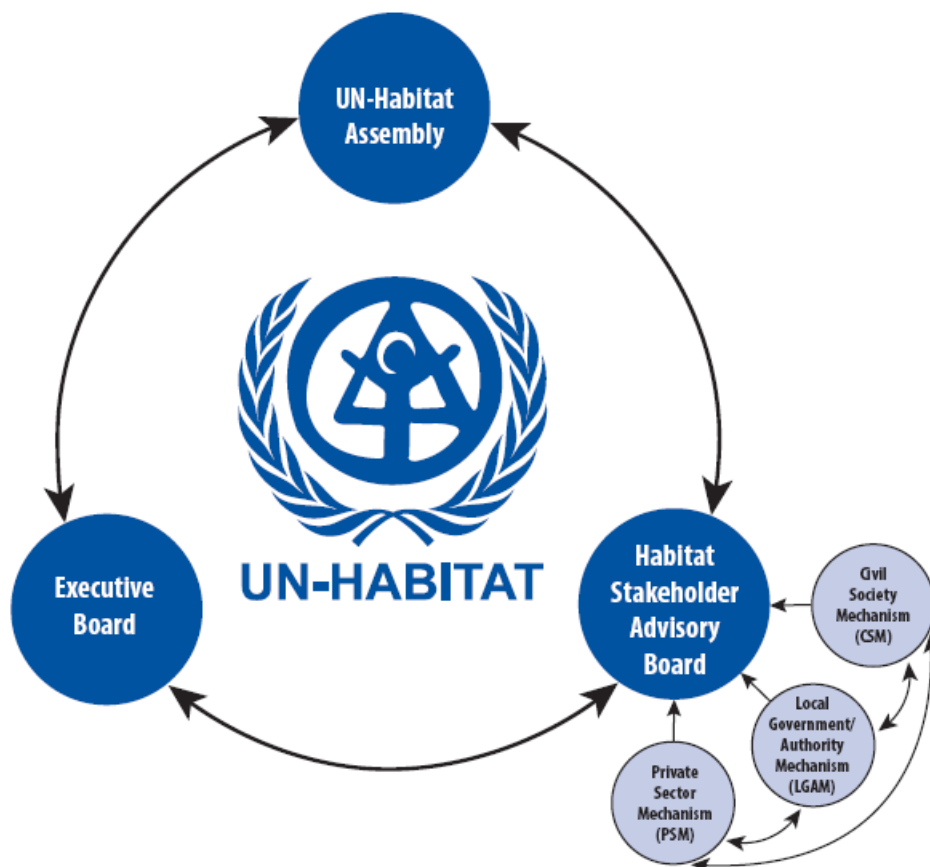 UN-Habitat
Assembly
UN-HABITAT
Executive
Board
Habitat
Stakeholder
Advisory
Board
Civil
Society
Mechanism
(CSM)
Local
Government/
Authority
Mechanism
(LGAM)
Private
Sector
Mechanism
(PSM)